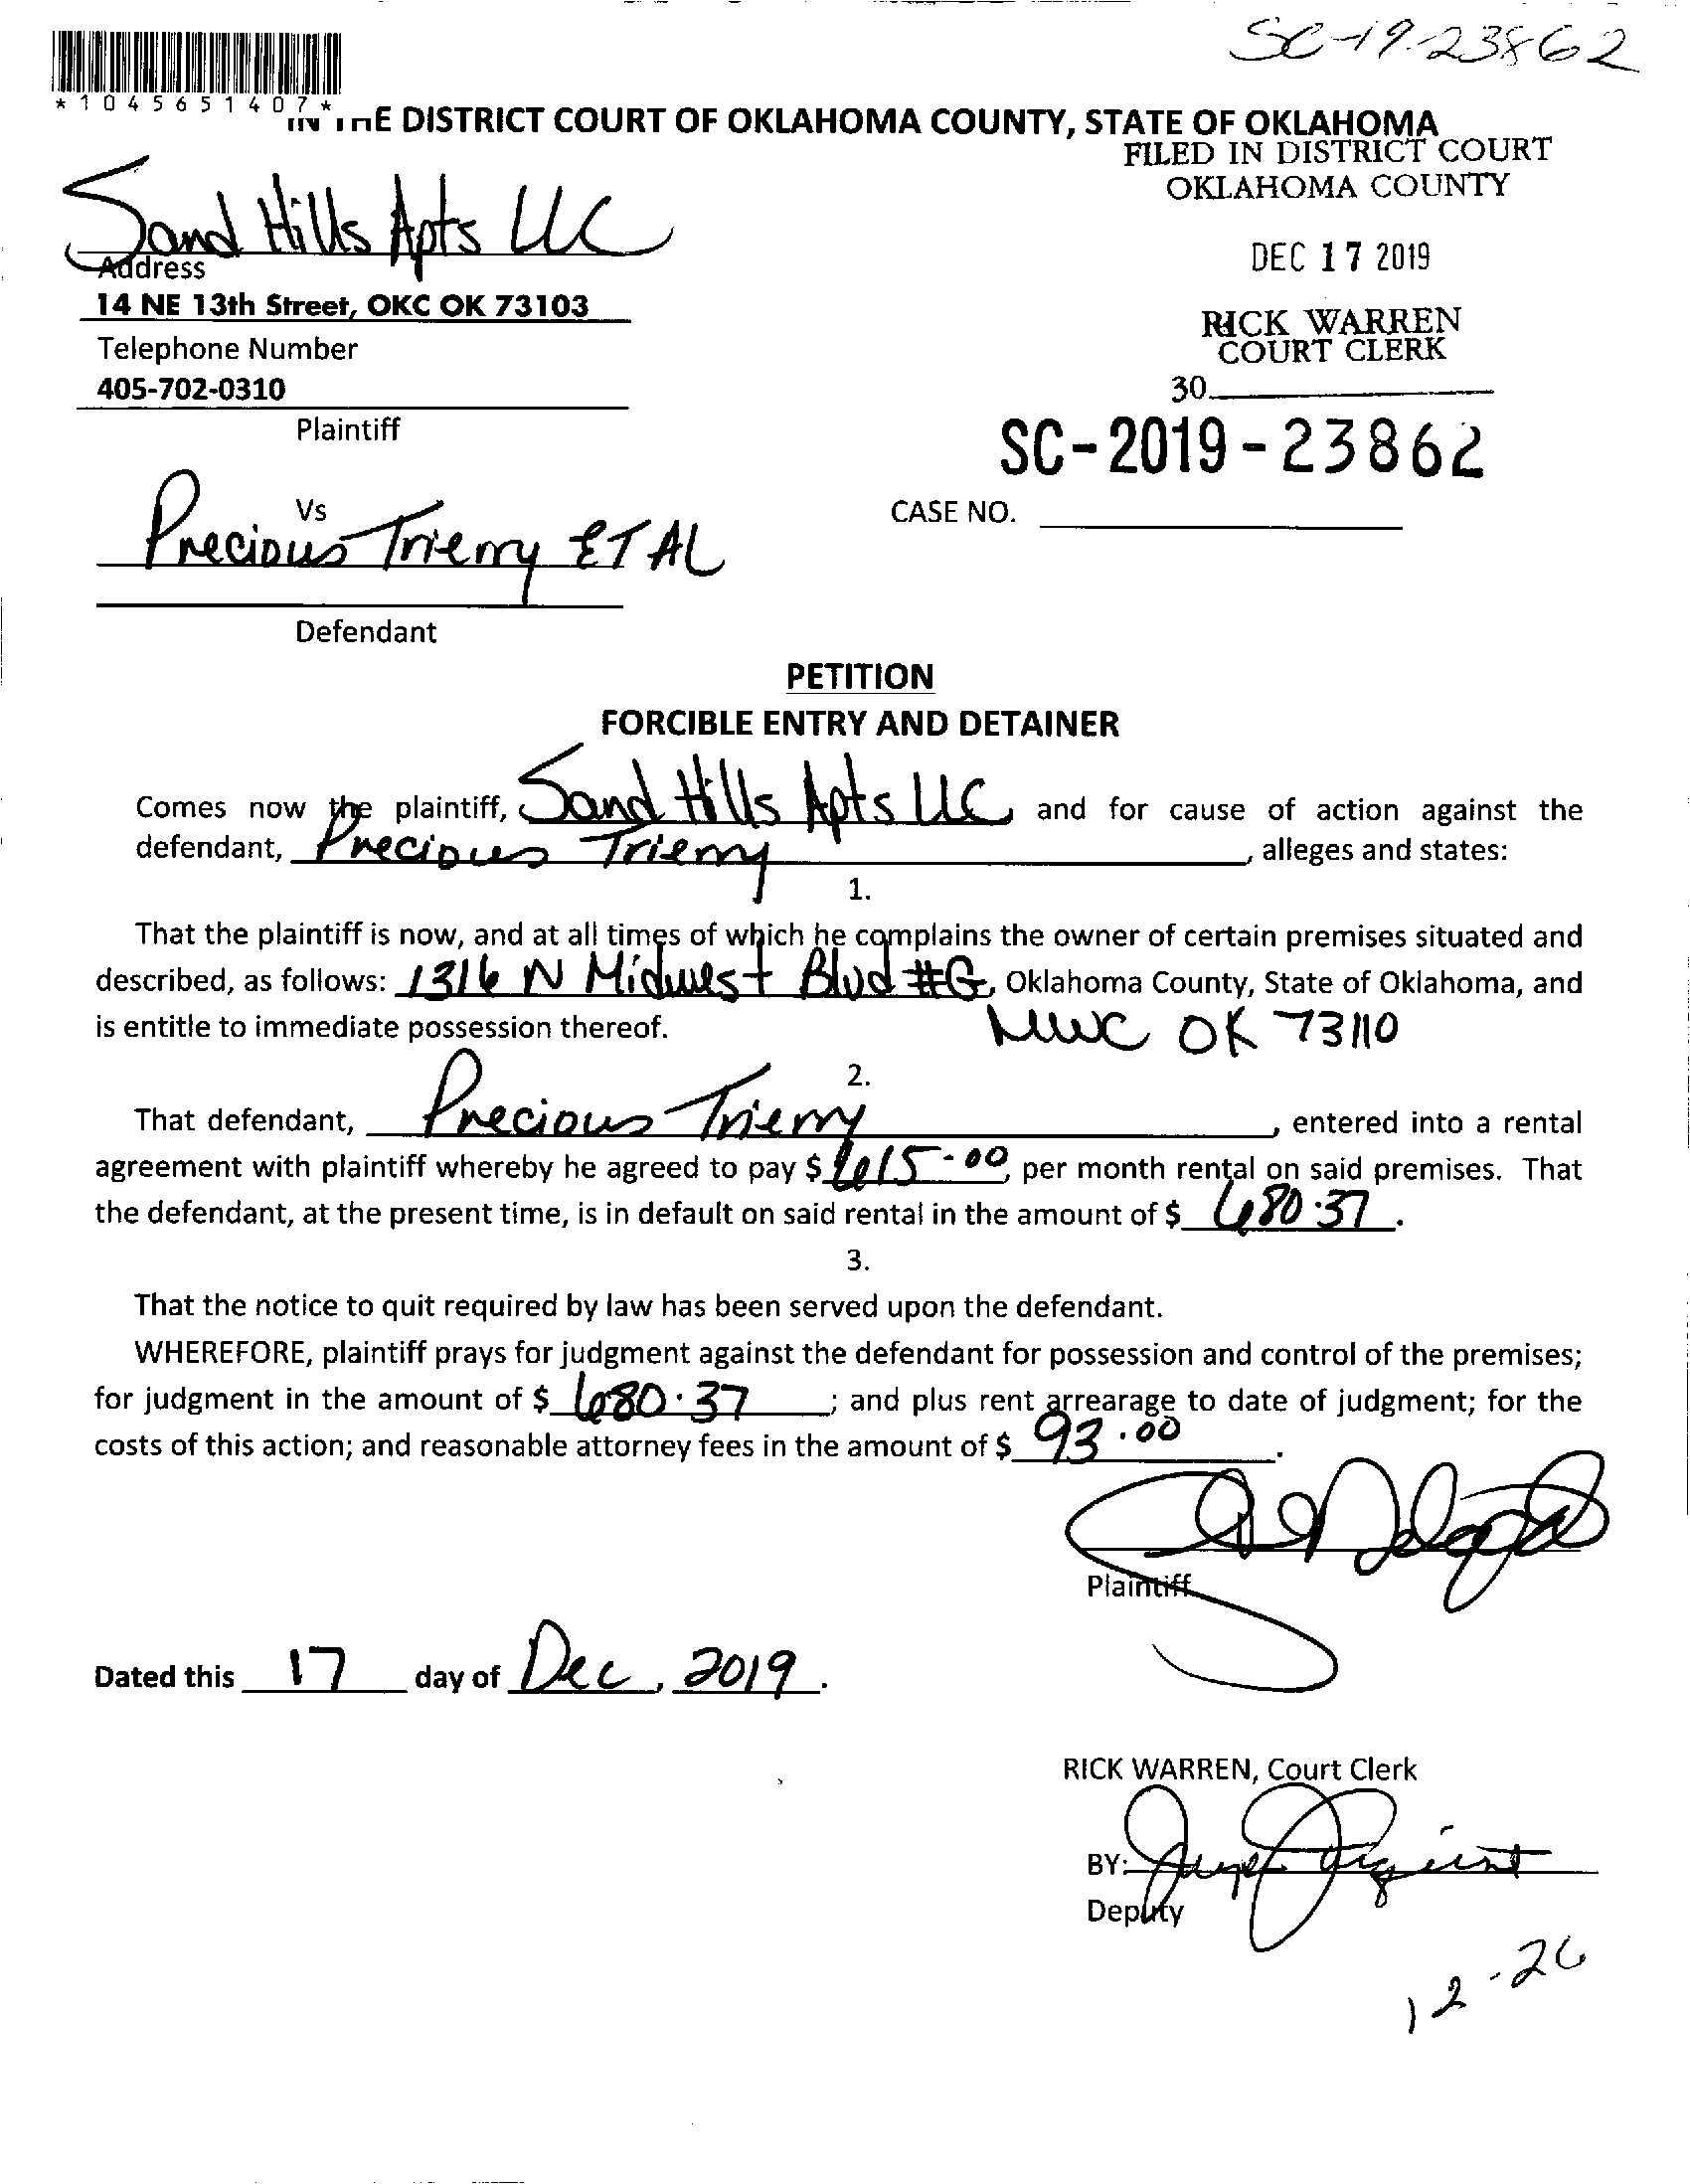 SC-19-23862
*1045651407*
IN THE DISTRICT COURT OF OKLAHOMA COUNTY, STATE OF OKLAHOMA
FILED IN DISTRICT COURT
OKLAHOMA COUNTY
Sand Hills Apts LLC
Address
DEC 17 2019
14 NE 13th Street, OKC OK 73103
RICK WARREN
COURT CLERK
Telephone Number
405-702-0310
30
Plaintiff
SC-2019-23862
Vs
CASE NO.
Precious Trierry ET AL
Defendant
PETITION
FORCIBLE ENTRY AND DETAINER
Comes now the plaintiff, Sand Hills Apts LLC, and for cause of action against the
defendant, Precious Trierry, alleges and states:
1.
That the plaintiff is now, and at all times of which he complains the owner of certain premises situated and
described, as follows: 1316 N Midwest Blvd #G, Oklahoma County, State of Oklahoma, and
is entitle to immediate possession thereof. MWC OK 73110
2.
That defendant, Precious Trierry, entered into a rental
agreement with plaintiff whereby he agreed to pay $ 615.00, per month rental on said premises. That
the defendant, at the present time, is in default on said rental in the amount of $ 680.37.
3.
That the notice to quit required by law has been served upon the defendant.
WHEREFORE, plaintiff prays for judgment against the defendant for possession and control of the premises;
for judgment in the amount of $ 680.37; and plus rent arrearage to date of judgment; for the
costs of this action; and reasonable attorney fees in the amount of $ 93.00.
Plaintiff
Dated this 17 day of Dec, 2019.
RICK WARREN, Court Clerk
BY:
Deputy
12-26